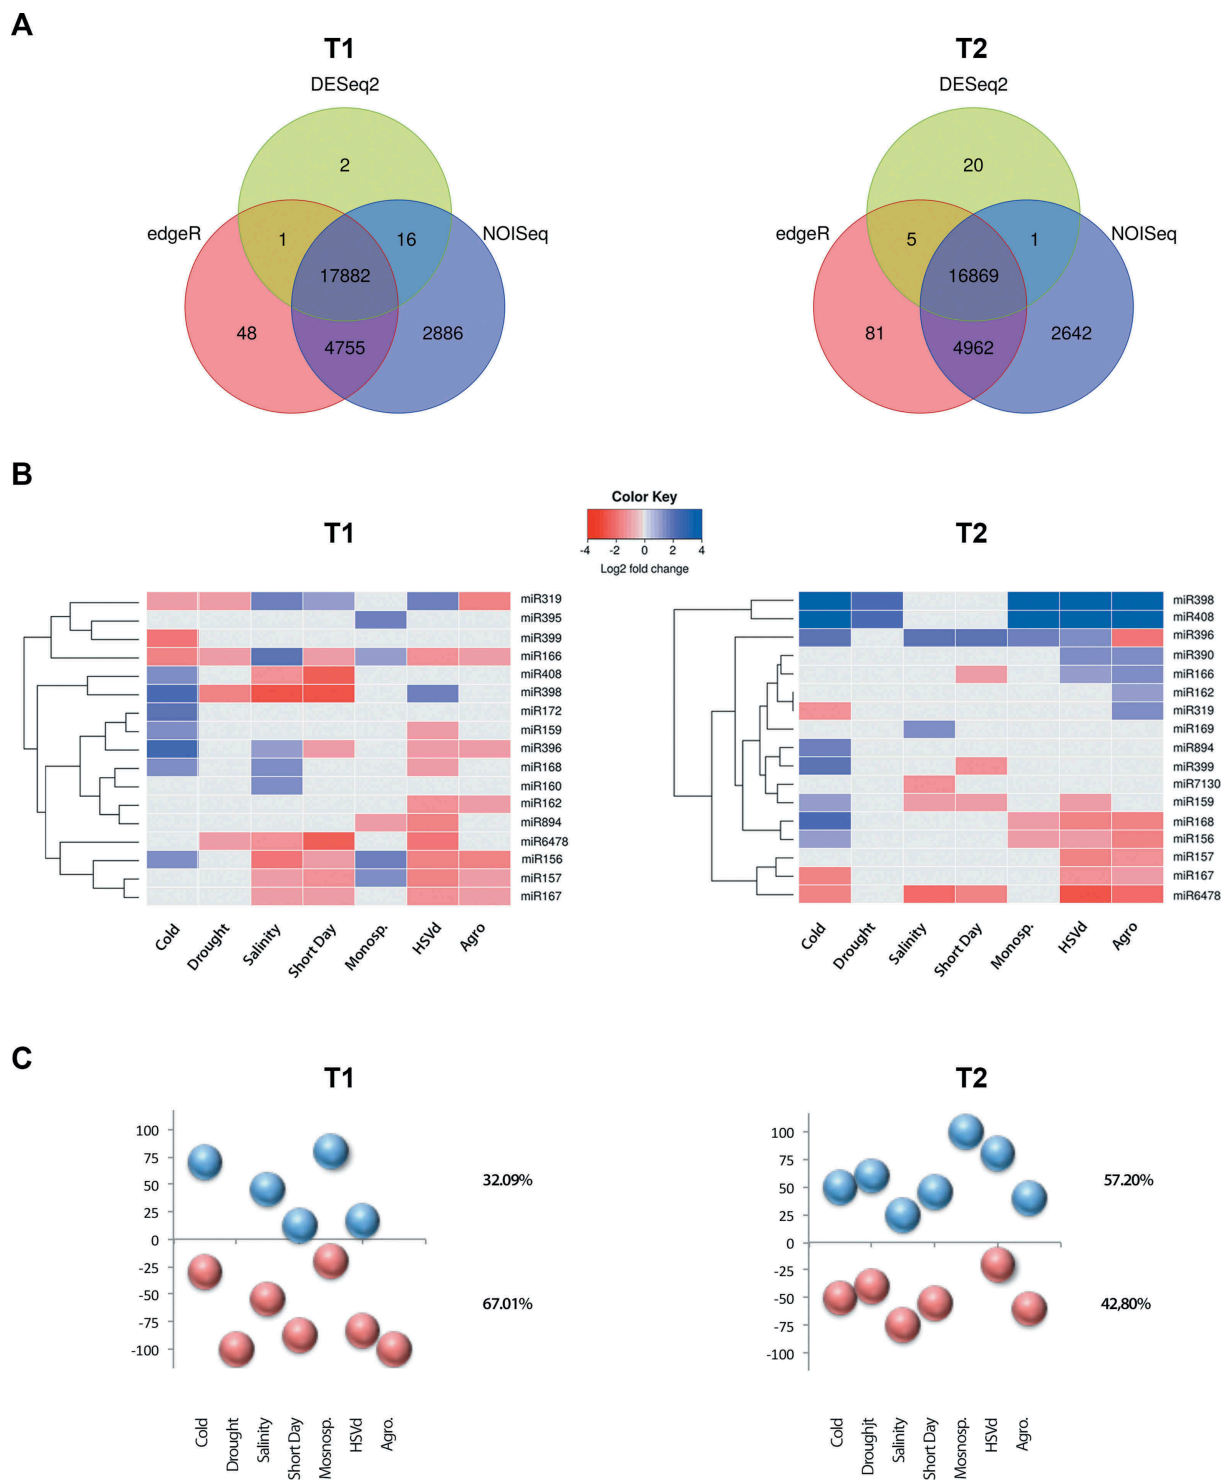 A
T1
T2
DESeq2
DESeq2
2
20
edgeR
1
16
NOISeq
edgeR
5
1
NOISeq
17882
16869
48
4755
2886
81
4962
2642
B
Color Key
-4 -2 0 2 4
Log2 fold change
T1
T2
miR319
miR395
miR399
miR166
miR408
miR398
miR172
miR159
miR396
miR168
miR160
miR162
miR894
miR6478
miR156
miR157
miR167
Cold
Drought
Salinity
Short Day
Monosp.
HSVd
Agro
miR398
miR408
miR396
miR390
miR166
miR162
miR319
miR169
miR894
miR399
miR7130
miR159
miR168
miR156
miR157
miR167
miR6478
Cold
Drought
Salinity
Short Day
Monosp.
HSVd
Agro
C
T1
T2
100
75
50
25
0
-25
-50
-75
-100
32.09%
67.01%
Cold
Drought
Salinity
Short Day
Mosnosp.
HSVd
Agro.
100
75
50
25
0
-25
-50
-75
-100
57.20%
42,80%
Cold
Droughjt
Salinity
Short Day
Mosnosp.
HSVd
Agro.